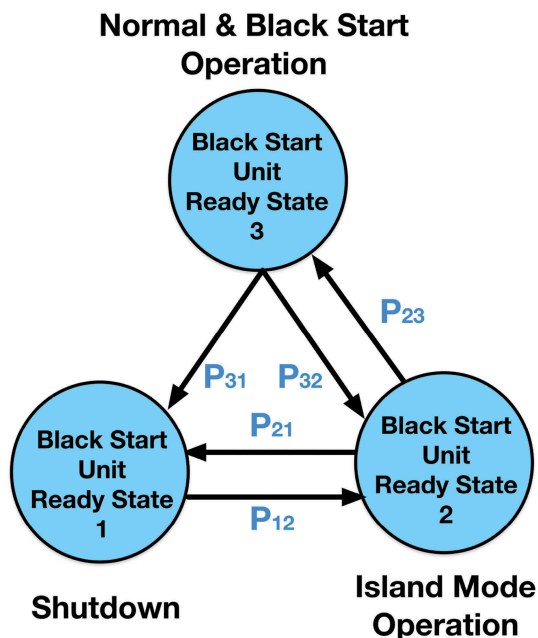 Normal & Black Start
Operation
Black Start
Unit
Ready State
3
P23
P31
P32
P21
Black Start
Unit
Ready State
1
Black Start
Unit
Ready State
2
P12
Shutdown
Island Mode
Operation